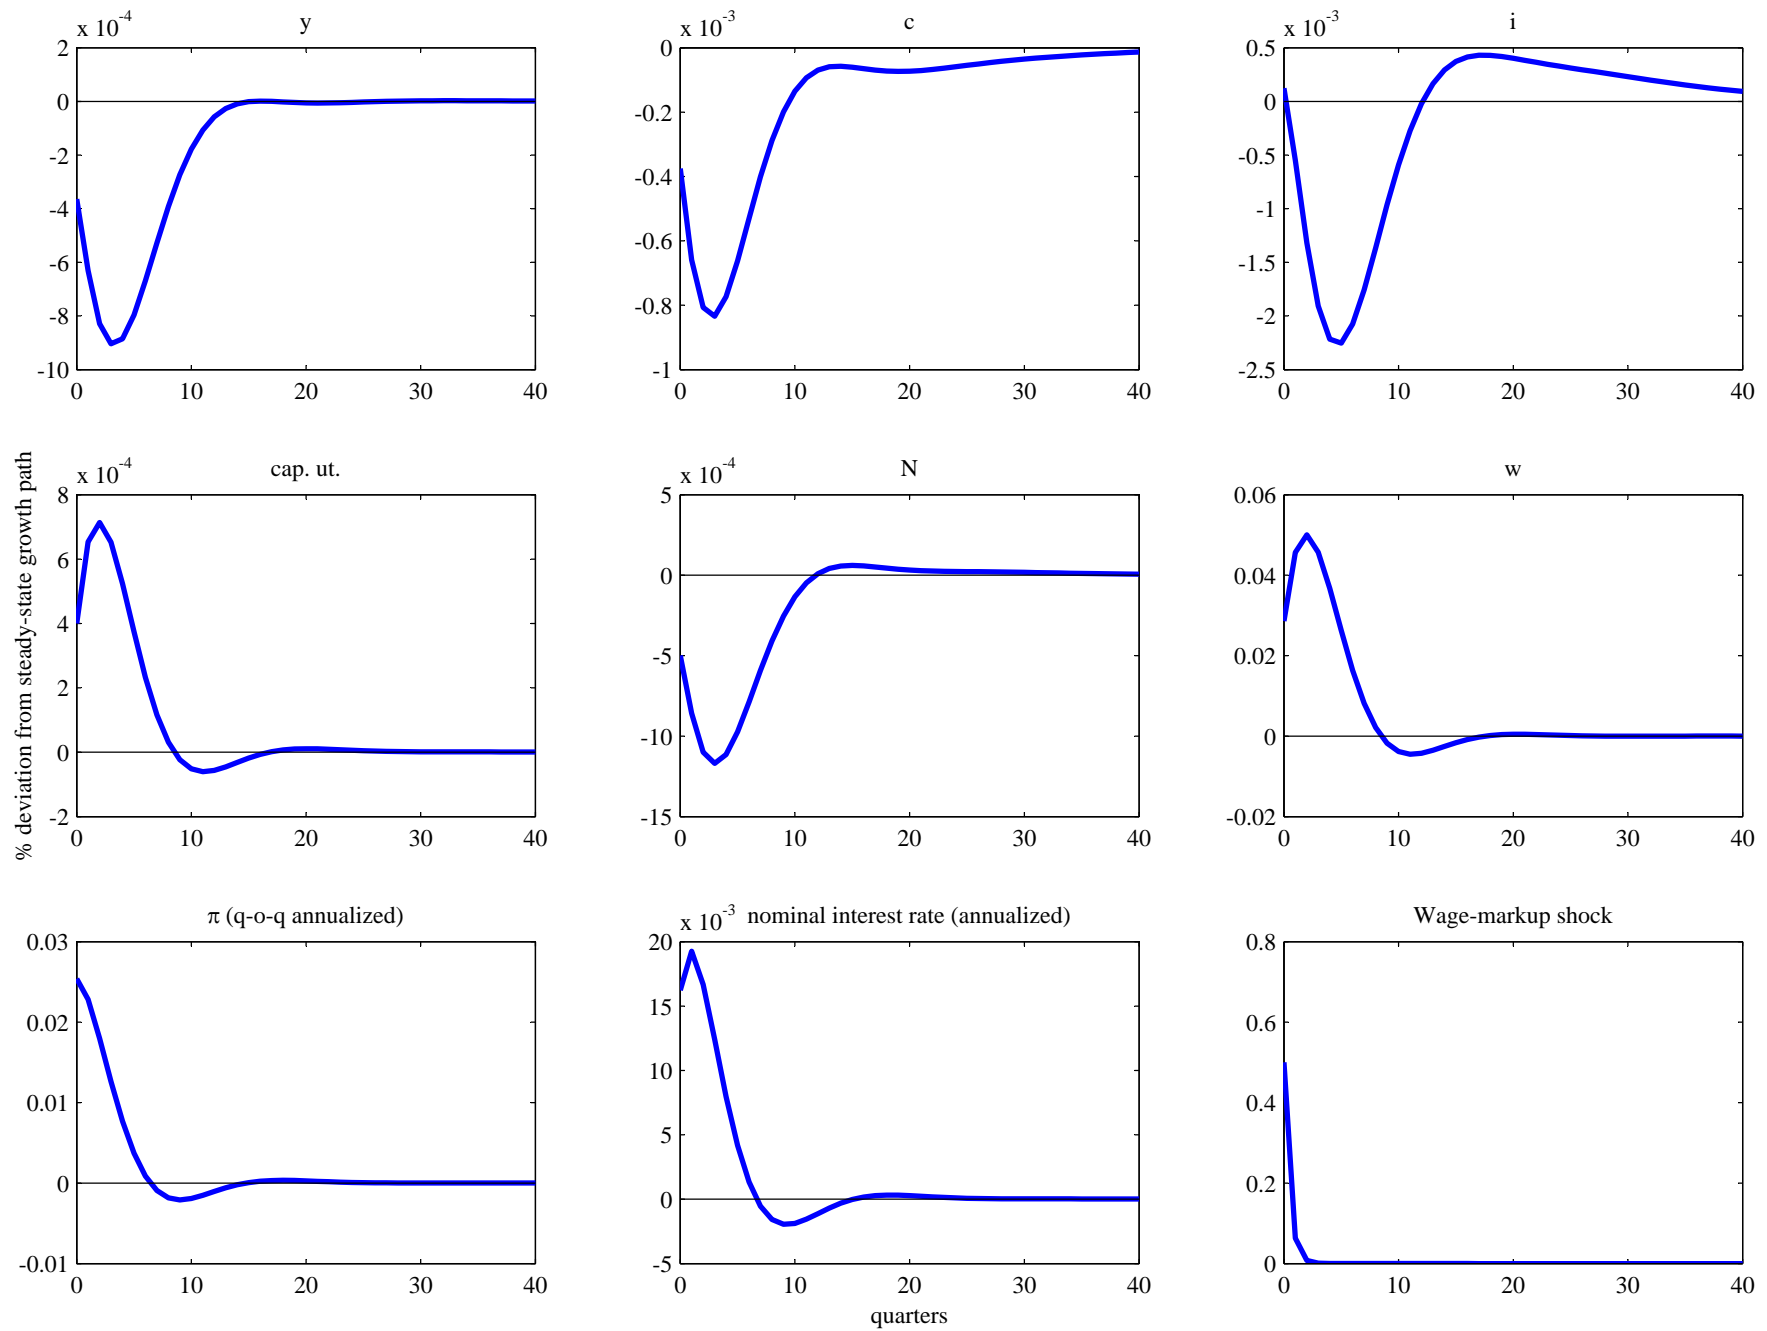 x 10^-4 y
2
0
-2
-4
-6
-8
-10
0 10 20 30 40
x 10^-3 c
0
-0.2
-0.4
-0.6
-0.8
-1
0 10 20 30 40
x 10^-3 i
0.5
0
-0.5
-1
-1.5
-2
-2.5
0 10 20 30 40
% deviation from steady-state growth path
x 10^-4 cap. ut.
8
6
4
2
0
-2
0 10 20 30 40
x 10^-4 N
5
0
-5
-10
-15
0 10 20 30 40
w
0.06
0.04
0.02
0
-0.02
0 10 20 30 40
π (q-o-q annualized)
0.03
0.02
0.01
0
-0.01
0 10 20 30 40
x 10^-3 nominal interest rate (annualized)
20
15
10
5
0
-5
0 10 20 30 40
quarters
Wage-markup shock
0.8
0.6
0.4
0.2
0
0 10 20 30 40